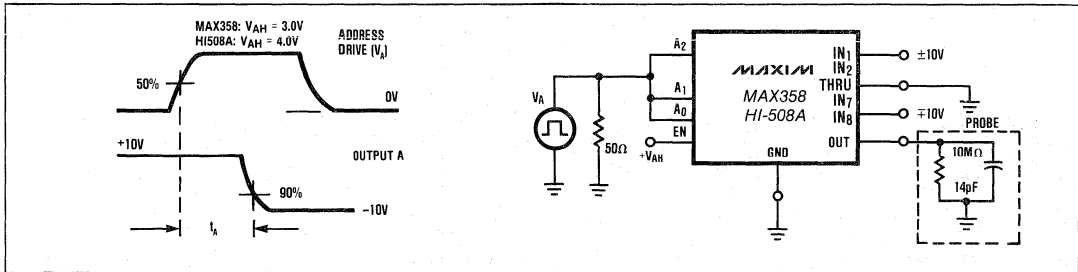 MAX358: VAH = 3.0V
HI508A: VAH = 4.0V
ADDRESS
DRIVE (VA)
50%
0V
+10V
OUTPUT A
90%
–10V
tA
VA
50Ω
+VAH
A2
A1
A0
EN
MAXIM
MAX358
HI-508A
GND
IN1
IN2
THRU
IN7
IN8
OUT
±10V
∓10V
PROBE
10MΩ
14pF